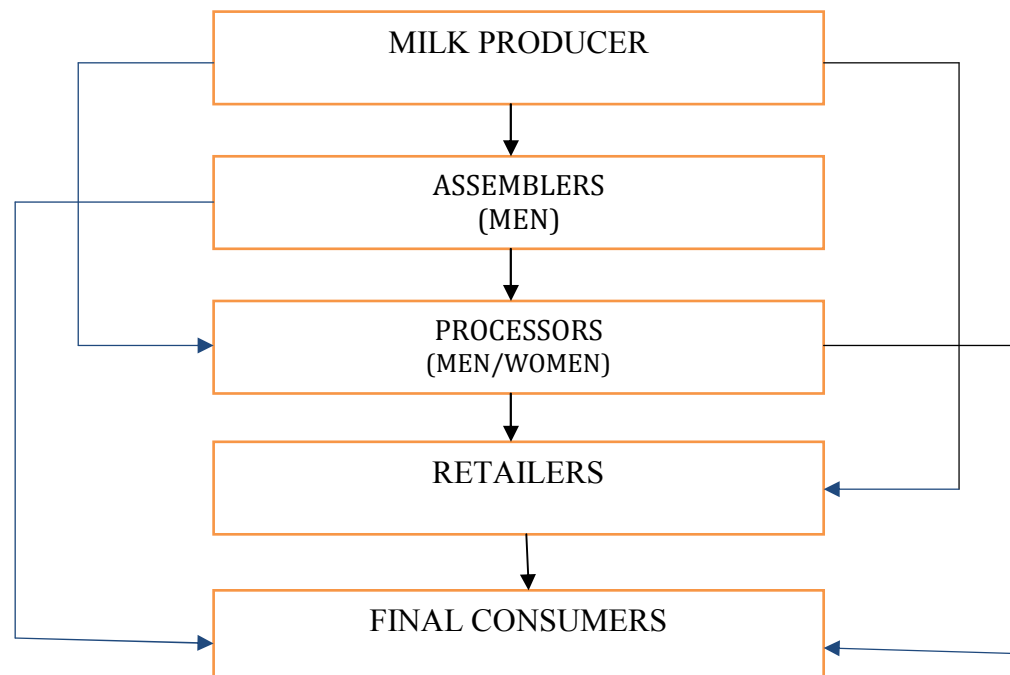 MILK PRODUCER
ASSEMBLERS
(MEN)
PROCESSORS
(MEN/WOMEN)
RETAILERS
FINAL CONSUMERS